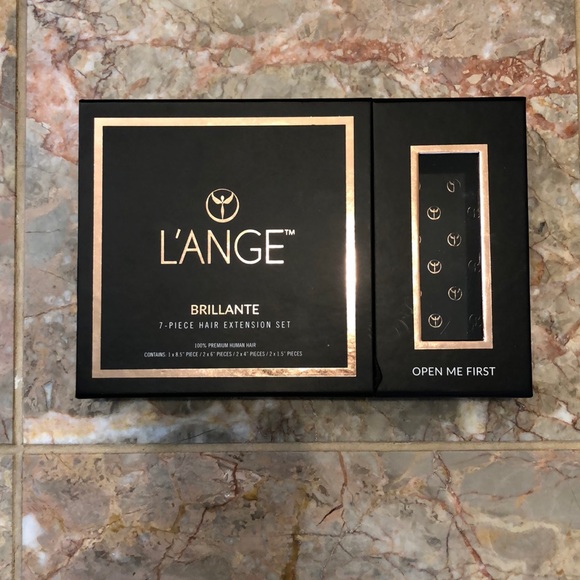 L'ANGE™
BRILLANTE
7-PIECE HAIR EXTENSION SET
100% PREMIUM HUMAN HAIR
CONTAINS: 1 x 8.5" PIECE / 2 x 6" PIECES / 2 x 4" PIECES / 2 x 1.5" PIECES
OPEN ME FIRST